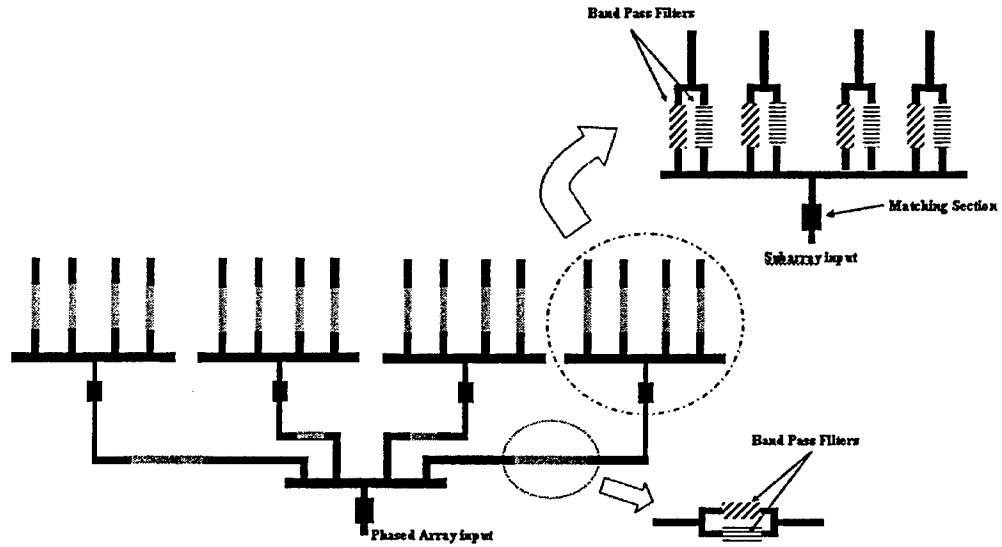 Band Pass Filters
Matching Section
Subarray input
Band Pass Filters
Phased Array input